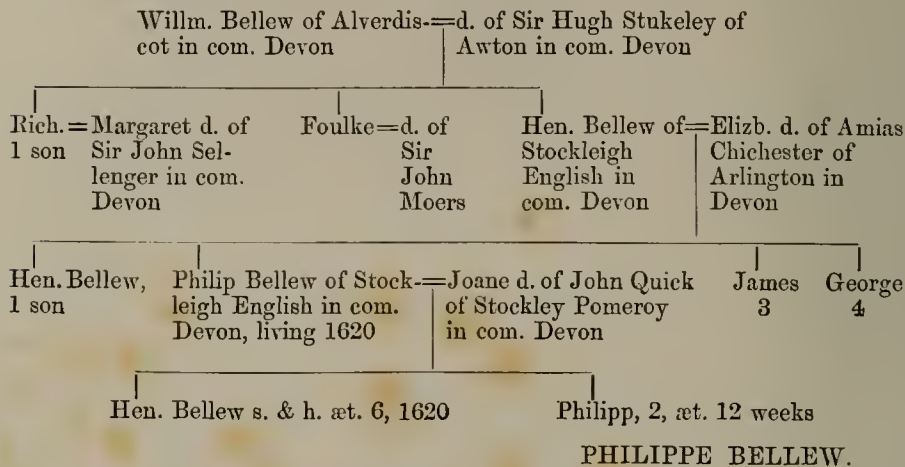 Willm. Bellew of Alverdis-=d. of Sir Hugh Stukeley of
cot in com. Devon Awton in com. Devon
Rich.=Margaret d. of Foulke=d. of Hen. Bellew of=Elizb. d. of Amias
1 son Sir John Sel- Sir Stockleigh Chichester of
lenger in com. John English in Arlington in
Devon Moers com. Devon Devon
Hen. Bellew, Philip Bellew of Stock-=Joane d. of John Quick James George
1 son leigh English in com. of Stockley Pomeroy 3 4
Devon, living 1620 in com. Devon
Hen. Bellew s. & h. æt. 6, 1620 Philipp, 2, æt. 12 weeks
PHILIPPE BELLEW.